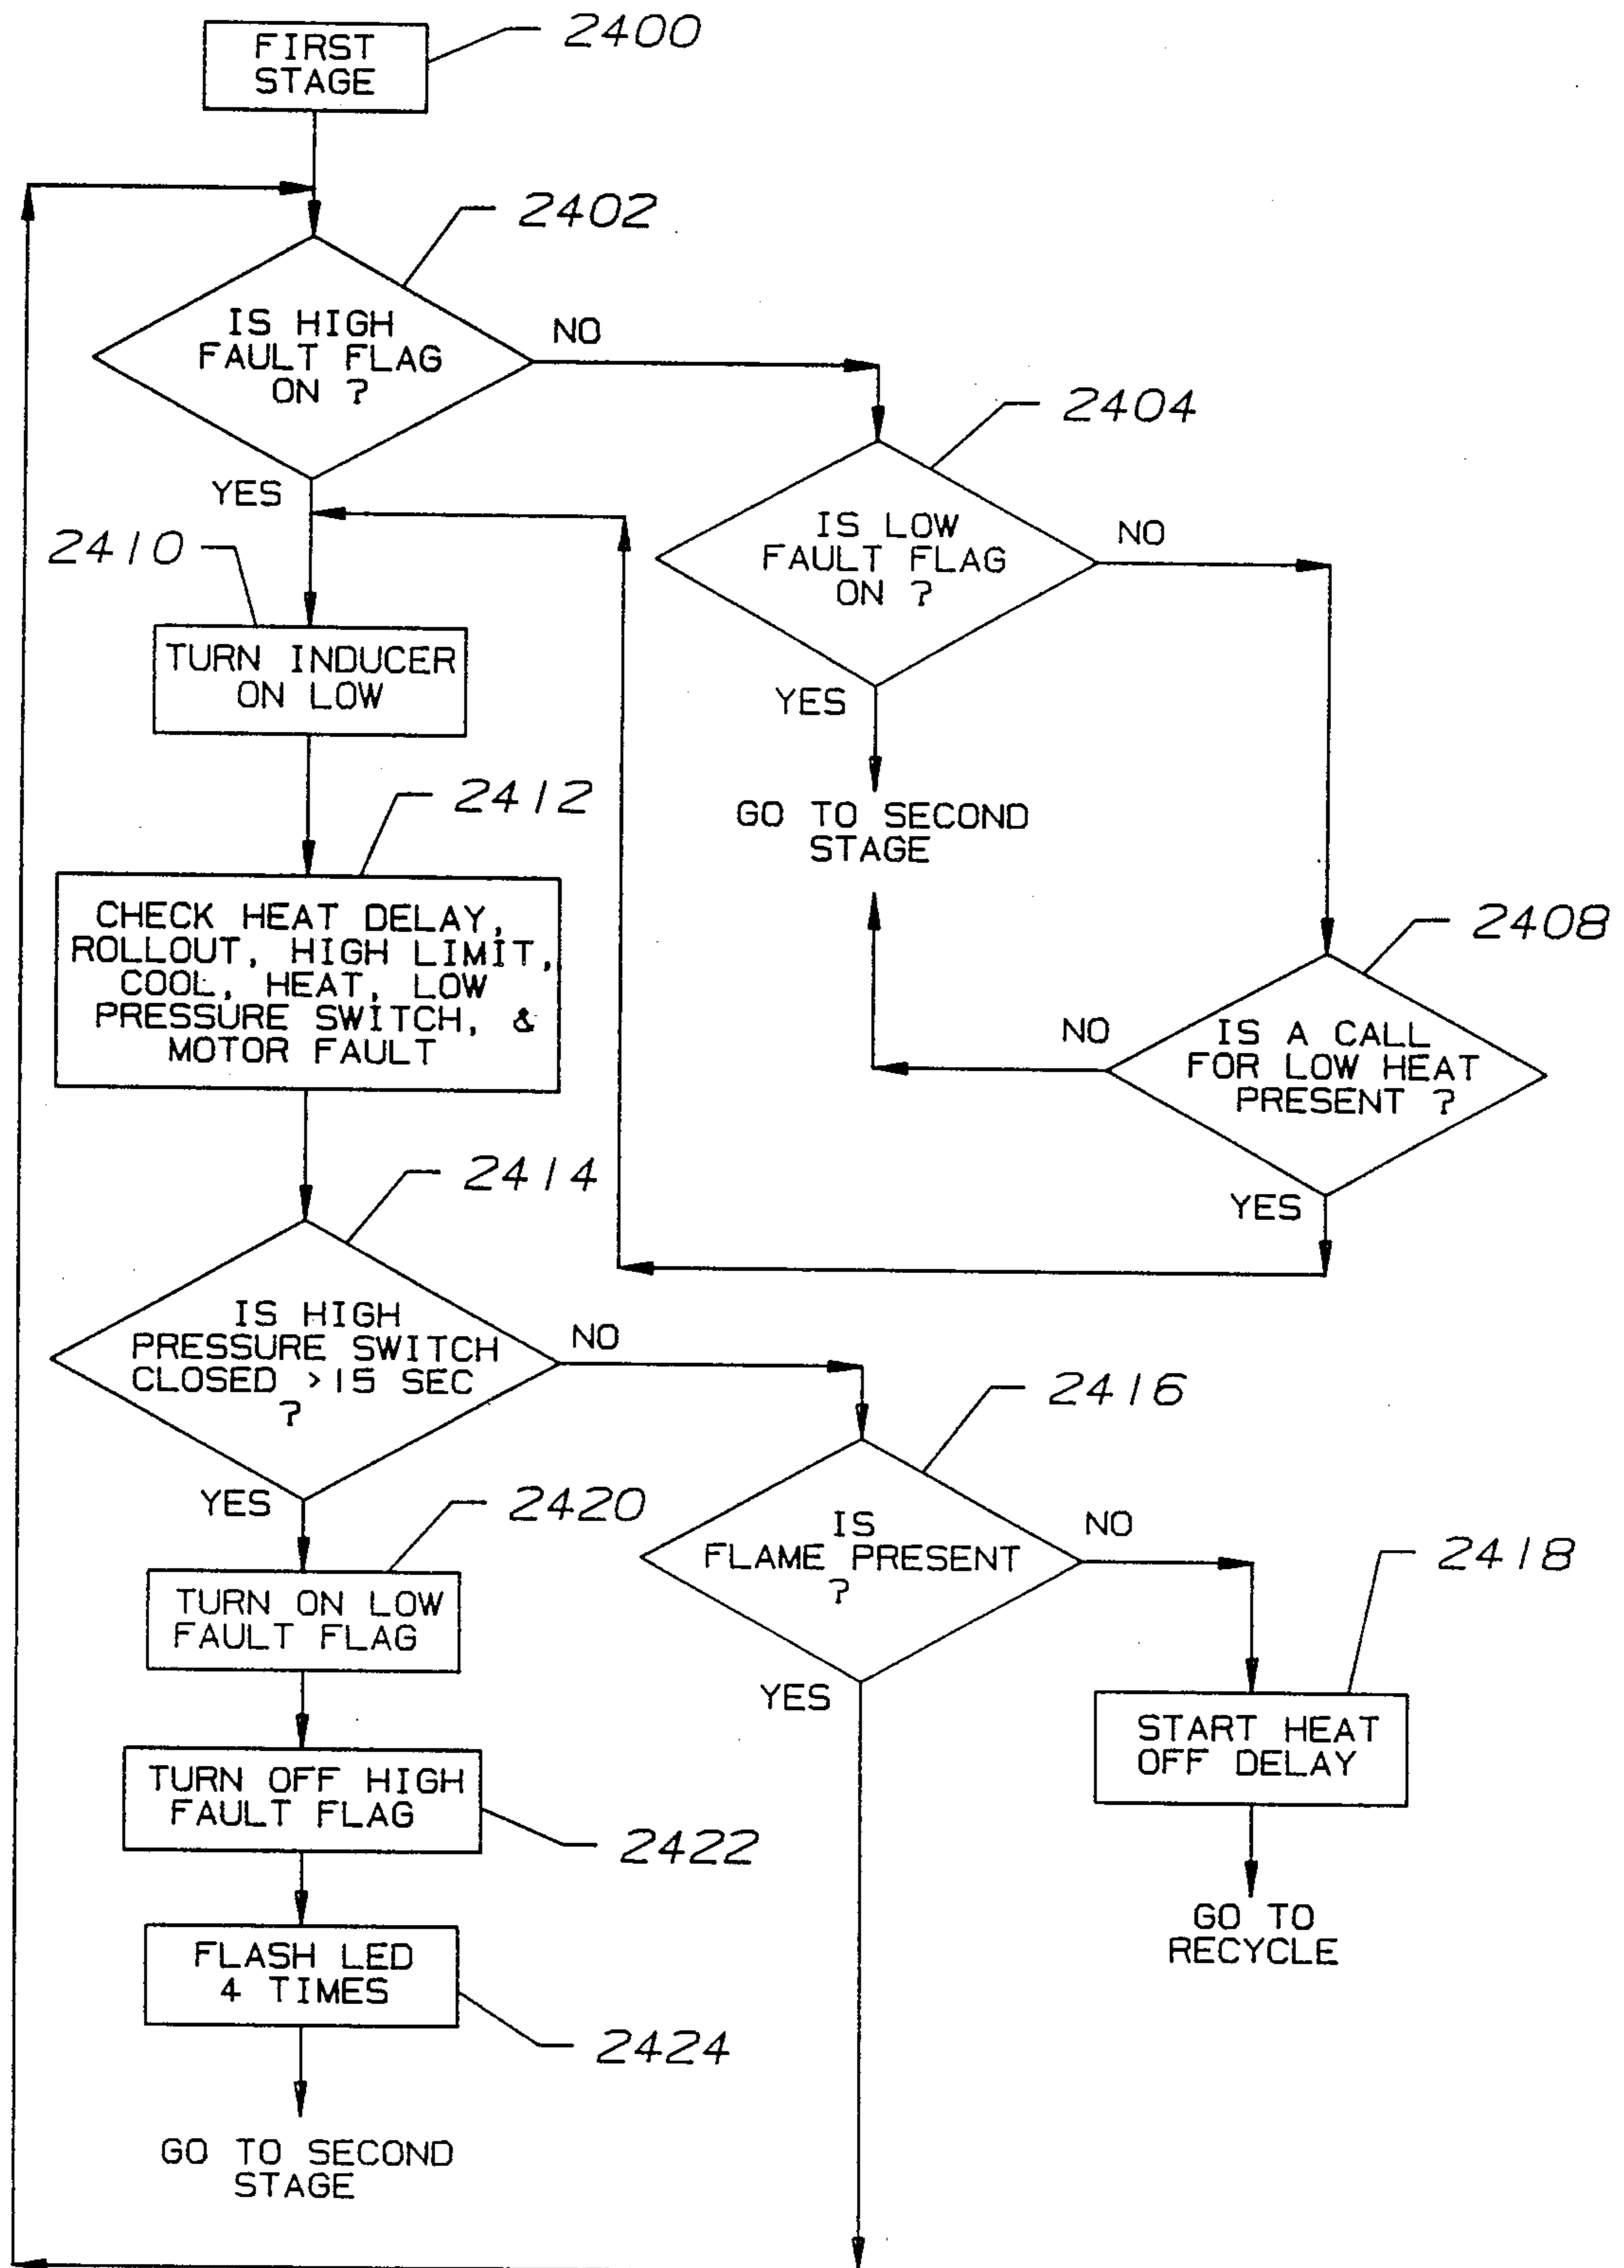 FIRST
STAGE
2400
2402
IS HIGH
FAULT FLAG
ON ?
NO
YES
2404
IS LOW
FAULT FLAG
ON ?
NO
YES
GO TO SECOND
STAGE
2408
IS A CALL
FOR LOW HEAT
PRESENT ?
NO
YES
2410
TURN INDUCER
ON LOW
2412
CHECK HEAT DELAY,
ROLLOUT, HIGH LIMIT,
COOL, HEAT, LOW
PRESSURE SWITCH, &
MOTOR FAULT
2414
IS HIGH
PRESSURE SWITCH
CLOSED >15 SEC
?
NO
YES
2416
IS
FLAME PRESENT
?
NO
YES
2418
START HEAT
OFF DELAY
GO TO
RECYCLE
2420
TURN ON LOW
FAULT FLAG
TURN OFF HIGH
FAULT FLAG
2422
FLASH LED
4 TIMES
2424
GO TO SECOND
STAGE